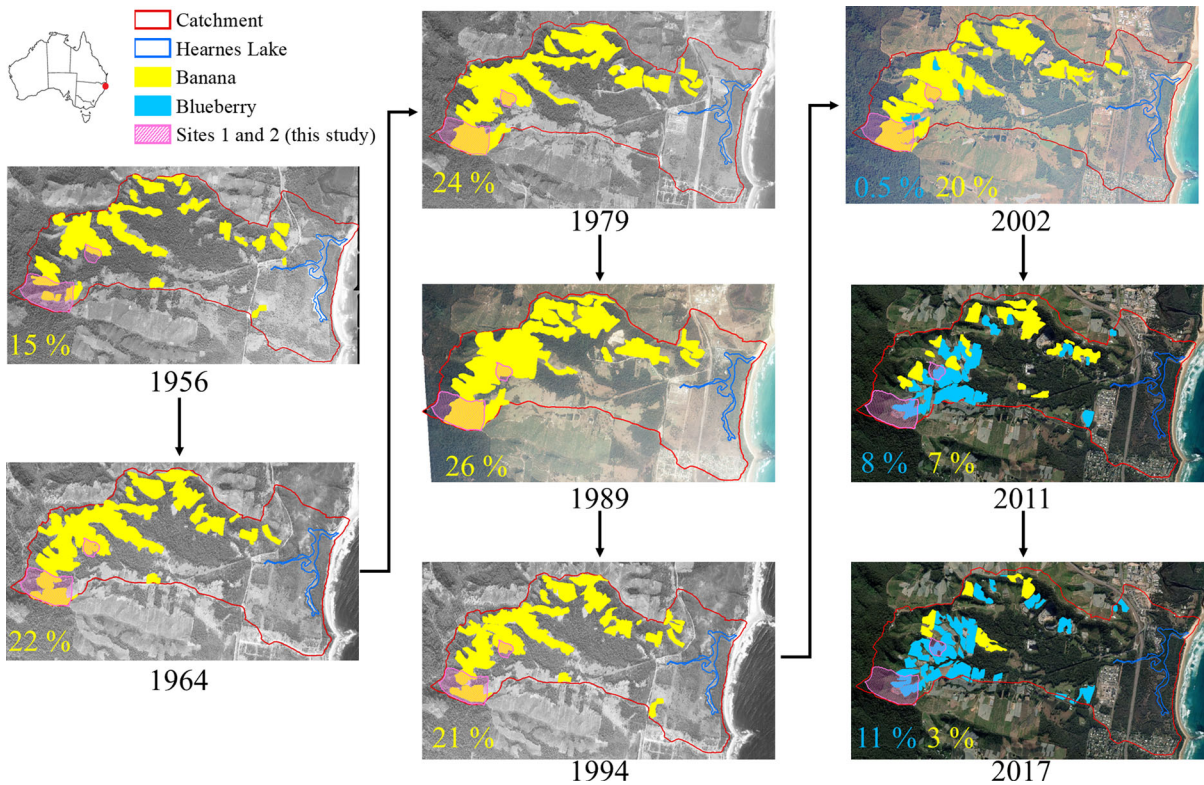 Catchment
Hearnes Lake
Banana
Blueberry
Sites 1 and 2 (this study)
15 %
1956
22 %
1964
24 %
1979
26 %
1989
21 %
1994
0.5 % 20 %
2002
8 % 7 %
2011
11 % 3 %
2017